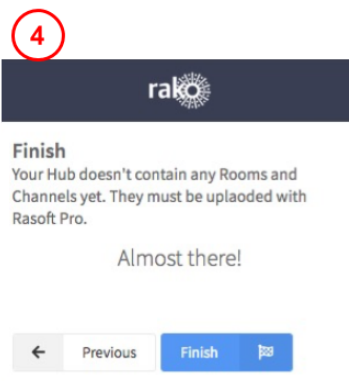 4
rako
Finish
Your Hub doesn't contain any Rooms and
Channels yet. They must be uplaoded with
Rasoft Pro.
Almost there!
Previous
Finish